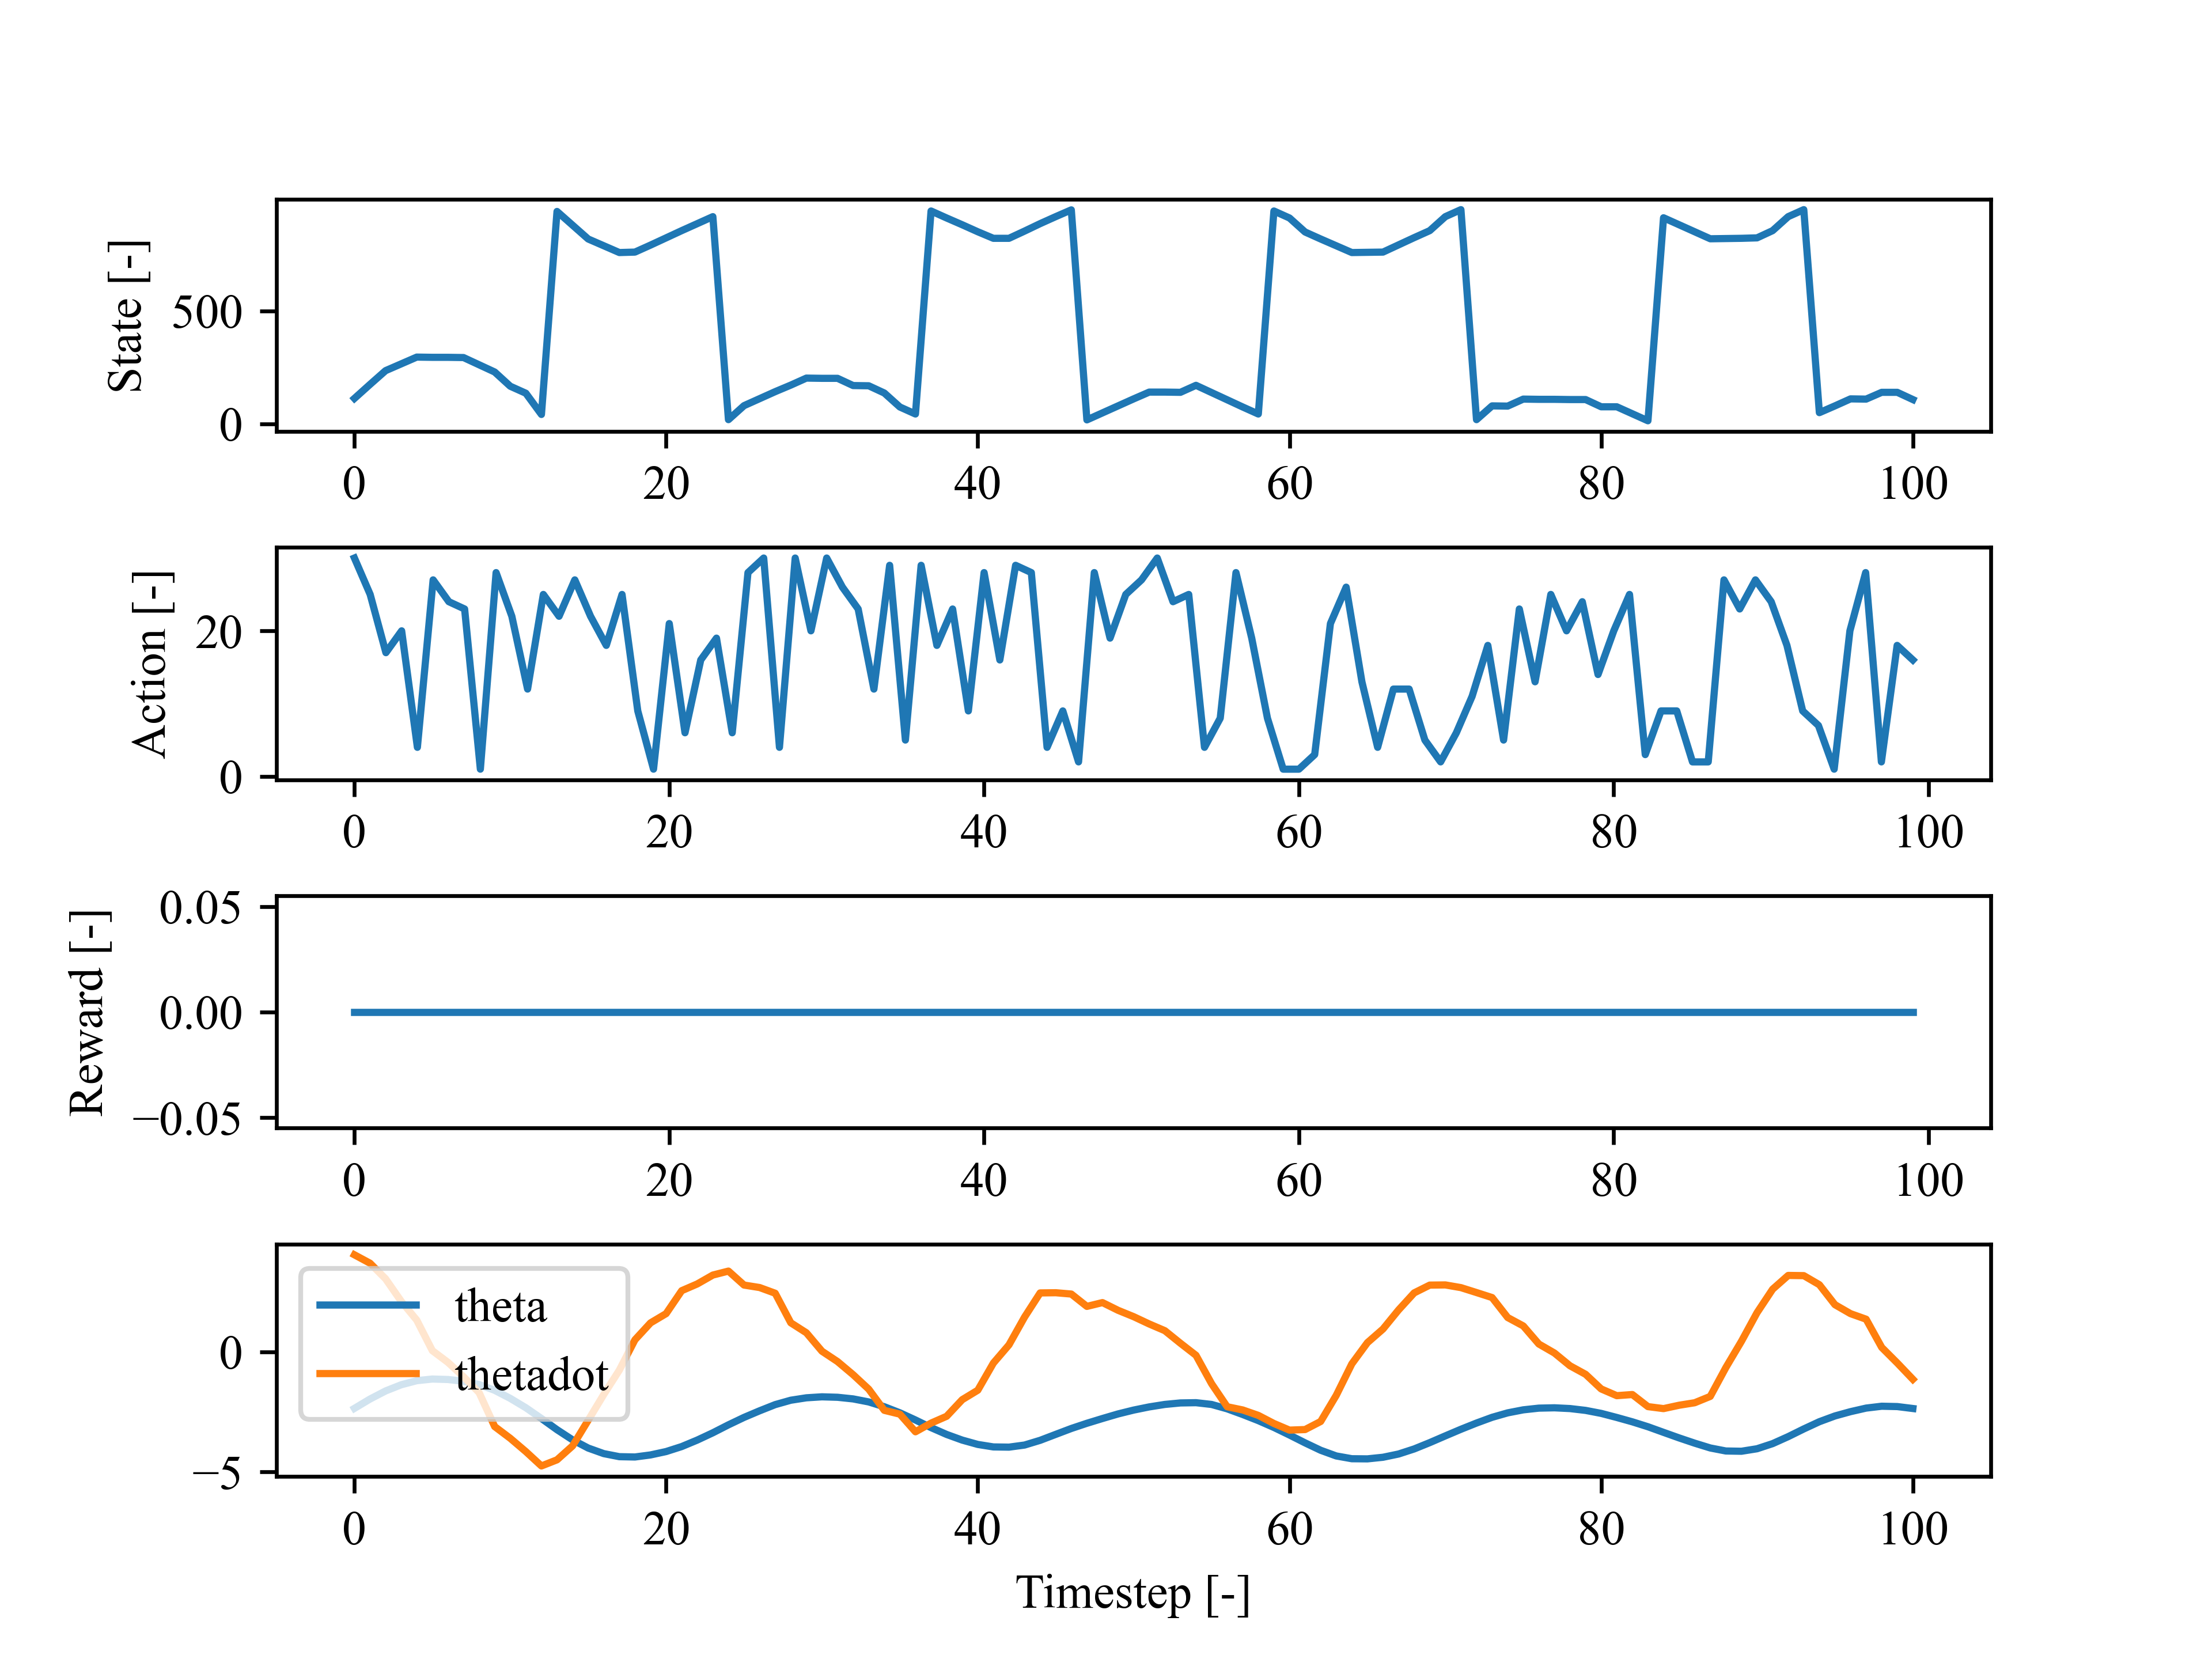 State [-]
500
0
0 20 40 60 80 100
Action [-]
20
0
0 20 40 60 80 100
Reward [-]
0.05
0.00
−0.05
0 20 40 60 80 100
theta
thetadot
0
−5
0 20 40 60 80 100
Timestep [-]